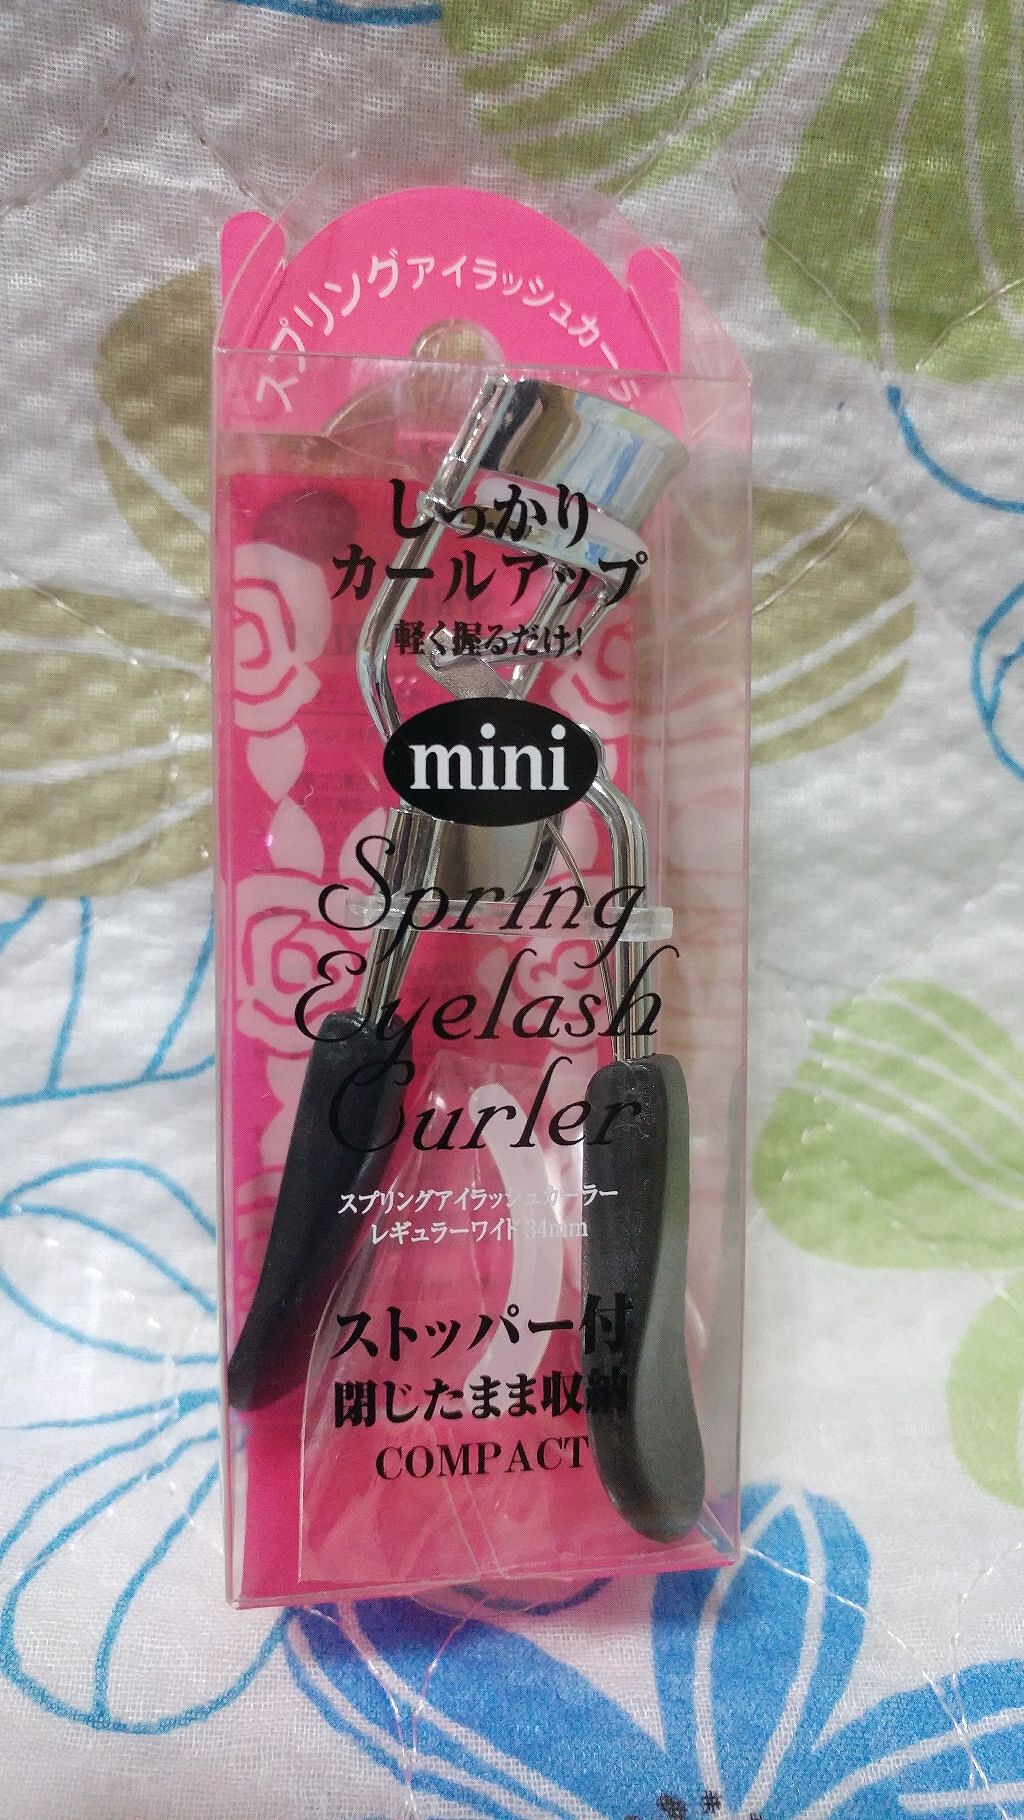 スプリングアイラッシュカーラ
しっかり
カールアップ
軽く握るだけ!
mini
Spring
Eyelash
Curler
スプリングアイラッシュカーラー
レギュラーワイド34mm
ストッパー付
閉じたまま収納
COMPACT